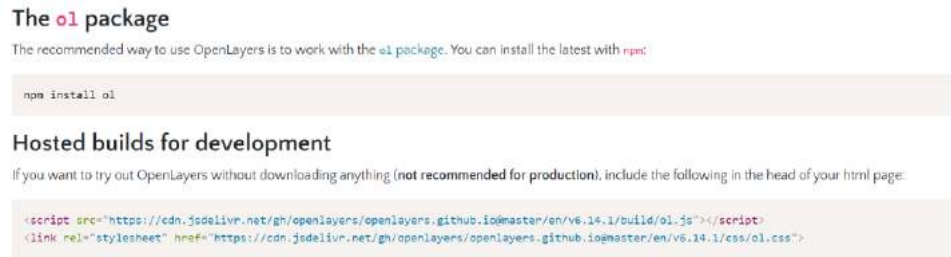 The ol package
The recommended way to use OpenLayers is to work with the ol package. You can install the latest with npm:
npm install ol
Hosted builds for development
If you want to try out OpenLayers without downloading anything (not recommended for production), include the following in the head of your html page:
<script src="https://cdn.jsdelivr.net/gh/openlayers/openlayers.github.io@master/en/v6.14.1/build/ol.js"></script>
<link rel="stylesheet" href="https://cdn.jsdelivr.net/gh/openlayers/openlayers.github.io@master/en/v6.14.1/css/ol.css">